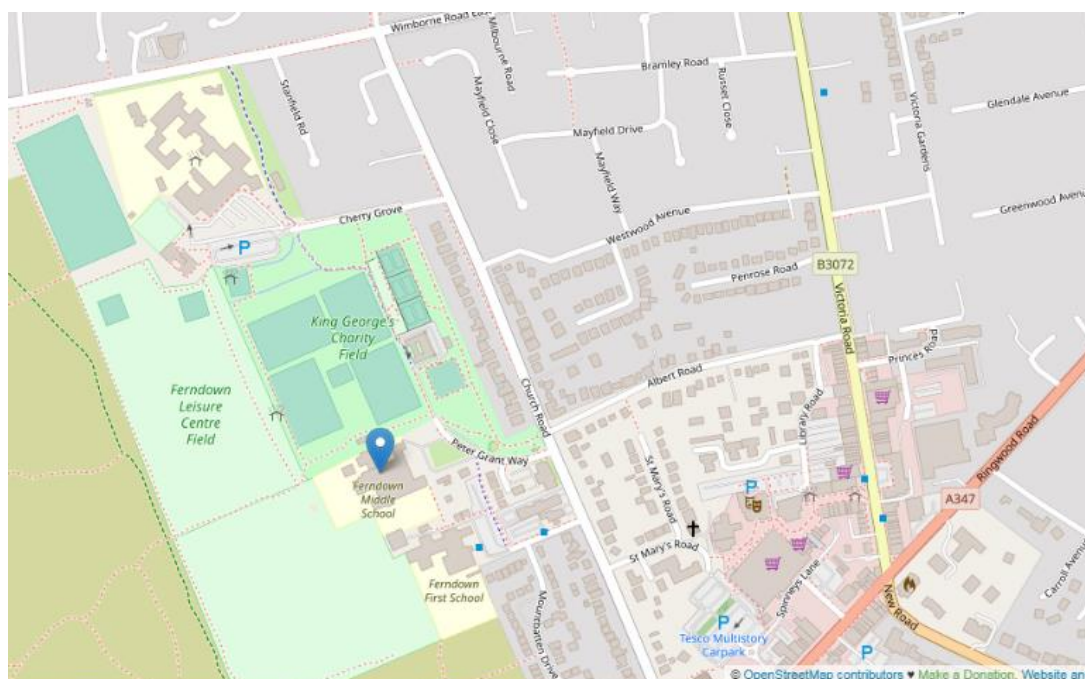 Wimborne Road East
Milbourne Road
Bramley Road
Russet Close
Glendale Avenue
Stanfield Rd
Mayfield Close
Mayfield Drive
Victoria Gardens
Mayfield Way
Cherry Grove
Westwood Avenue
Greenwood Avenue
P
Penrose Road
B3072
Victoria Road
King George's
Charity
Field
Princes Road
Albert Road
Ferndown
Leisure
Centre
Field
Church Road
Library Road
Ringwood Road
Peter Grant Way
St Mary's Road
P
A347
Ferndown
Middle
School
St Mary's Road
Spinneys Lane
Carroll Avenue
Ferndown
First School
Mountbatten Drive
New Road
P
Tesco Multistory
Carpark
P
© OpenStreetMap contributors ♥ Make a Donation. Website an